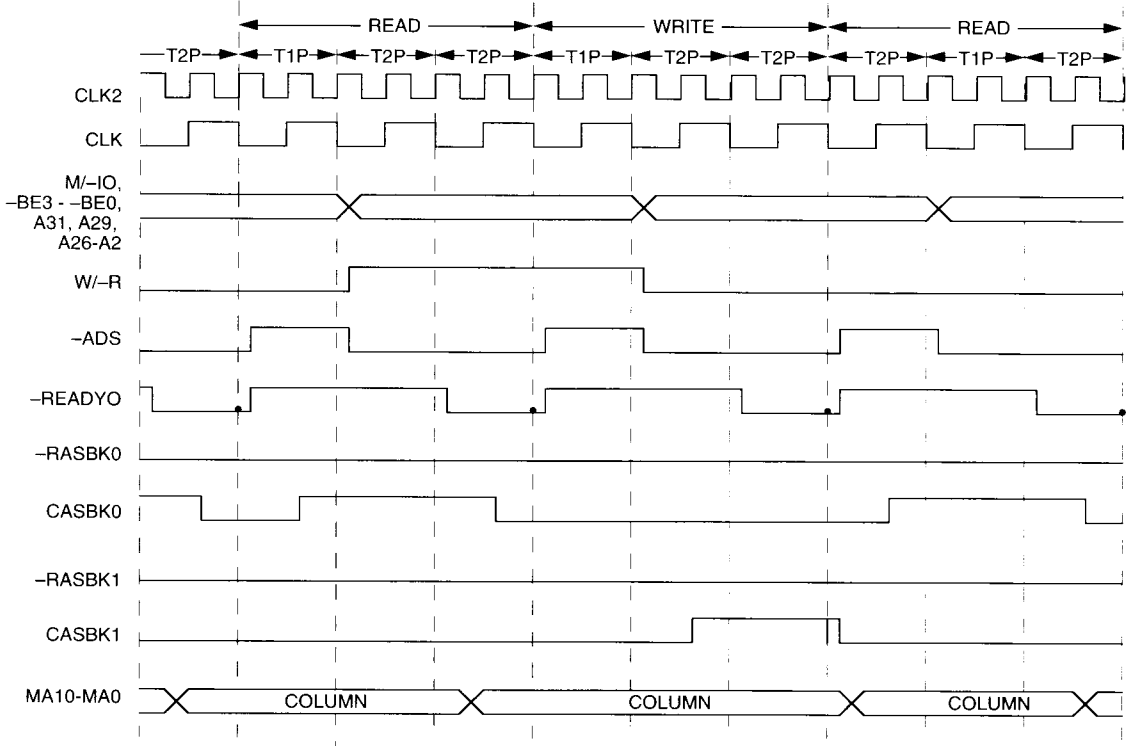 READ WRITE READ
T2P T1P T2P T2P T1P T2P T2P T2P T1P T2P
CLK2
CLK
M/–IO,
–BE3 - –BE0,
A31, A29,
A26-A2
W/–R
–ADS
–READYO
–RASBK0
CASBK0
–RASBK1
CASBK1
MA10-MA0 COLUMN COLUMN COLUMN